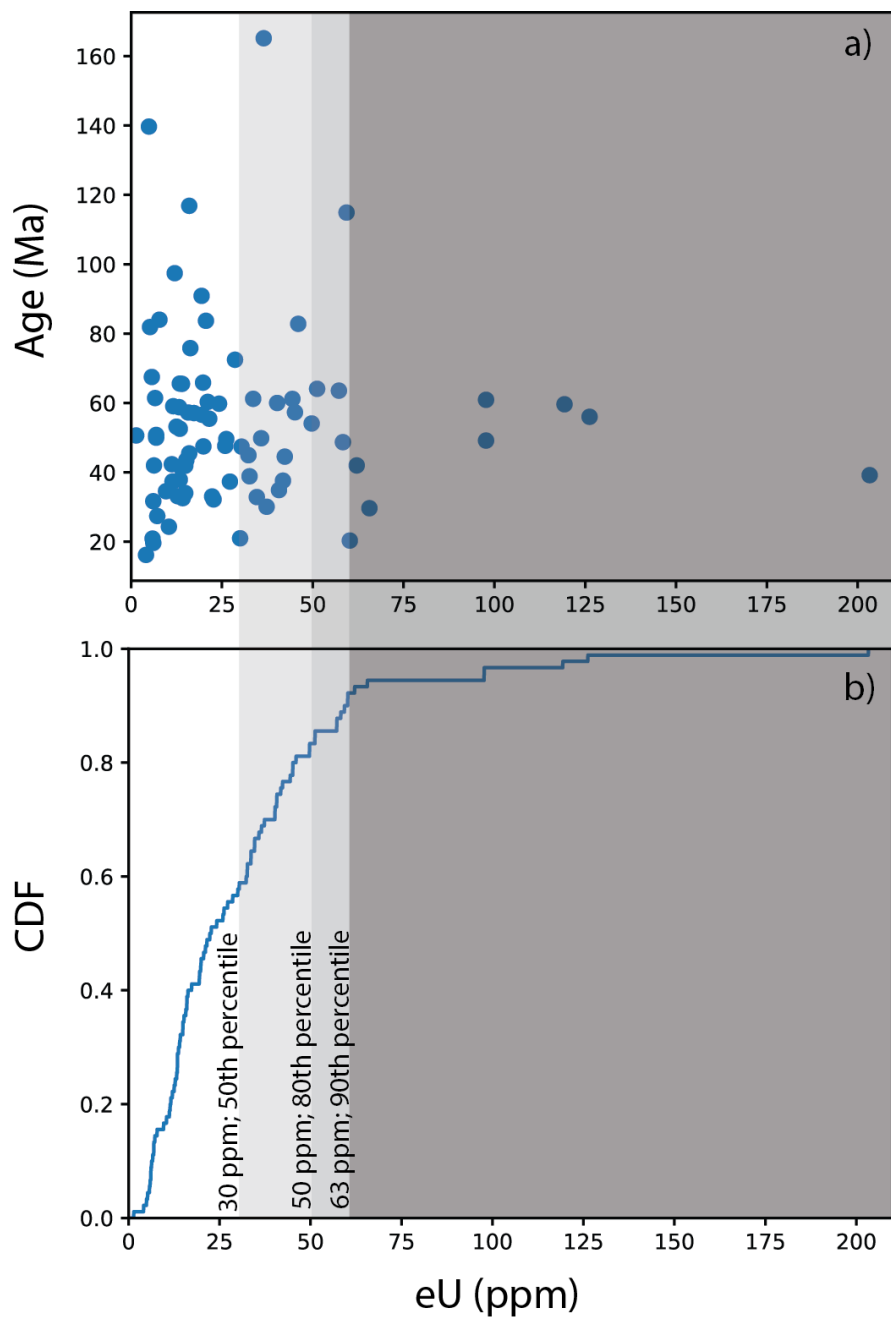 a)
160
140
120
100
80
60
40
20
Age (Ma)
0 25 50 75 100 125 150 175 200
b)
1.0
0.8
0.6
0.4
0.2
0.0
CDF
30 ppm; 50th percentile
50 ppm; 80th percentile
63 ppm; 90th percentile
0 25 50 75 100 125 150 175 200
eU (ppm)